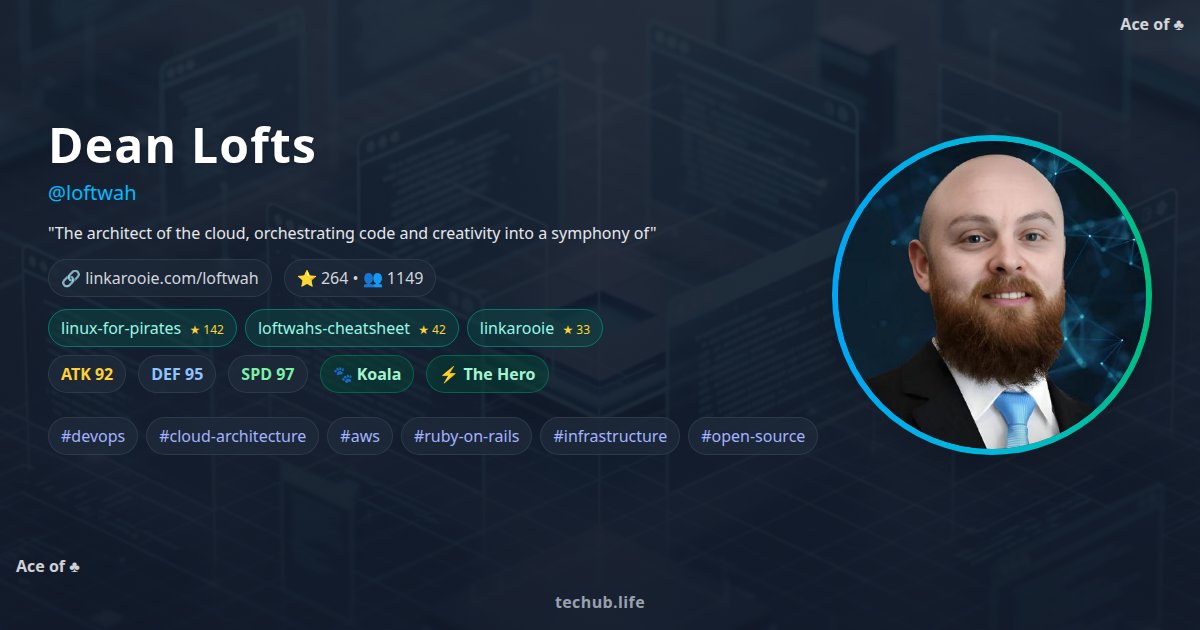 Ace of ♣
Dean Lofts
@loftwah
"The architect of the cloud, orchestrating code and creativity into a symphony of"
🔗 linkarooie.com/loftwah ⭐ 264 • 👥 1149
linux-for-pirates ★ 142 loftwahs-cheatsheet ★ 42 linkarooie ★ 33
ATK 92 DEF 95 SPD 97 🐾 Koala ⚡ The Hero
#devops #cloud-architecture #aws #ruby-on-rails #infrastructure #open-source
Ace of ♣
techub.life